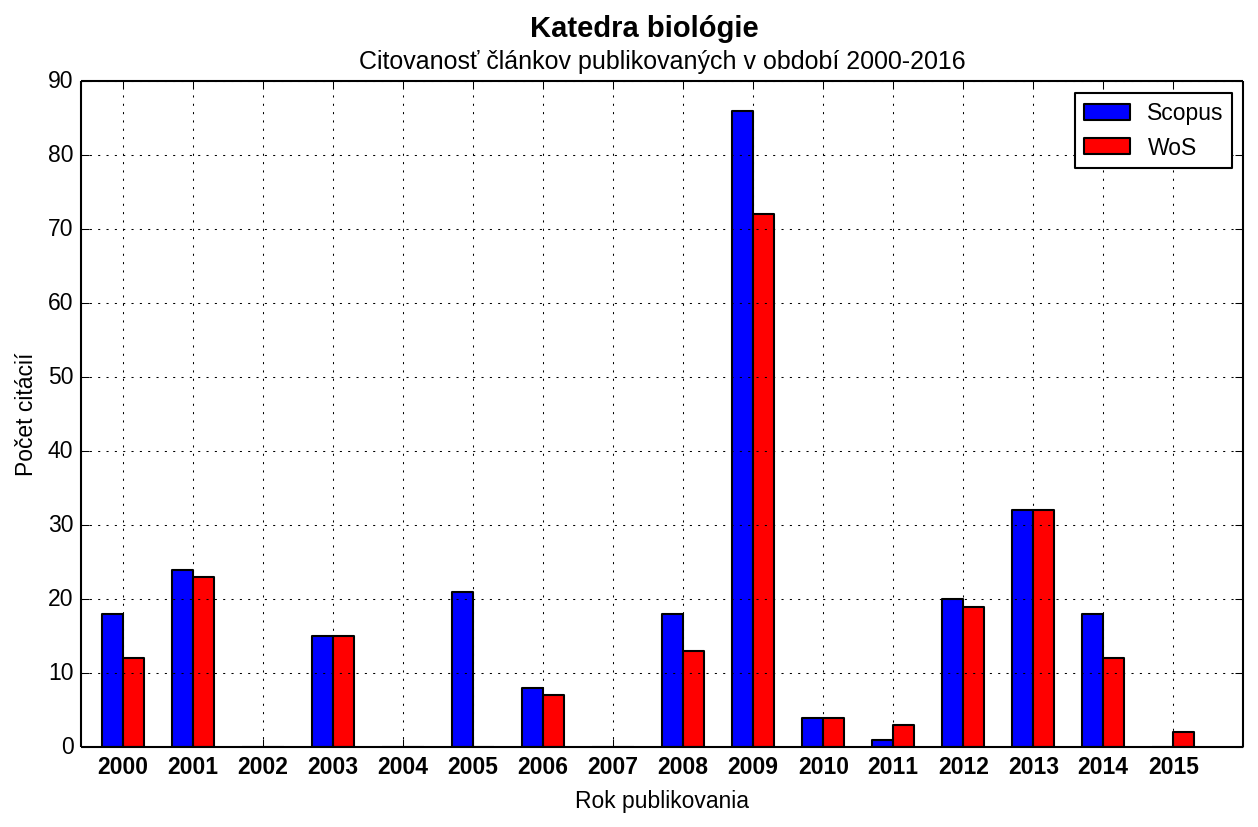 Katedra biológie
Citovanosť článkov publikovaných v období 2000-2016
90
80
70
60
50
40
30
20
10
0
Počet citácií
Scopus
WoS
2000 2001 2002 2003 2004 2005 2006 2007 2008 2009 2010 2011 2012 2013 2014 2015
Rok publikovania